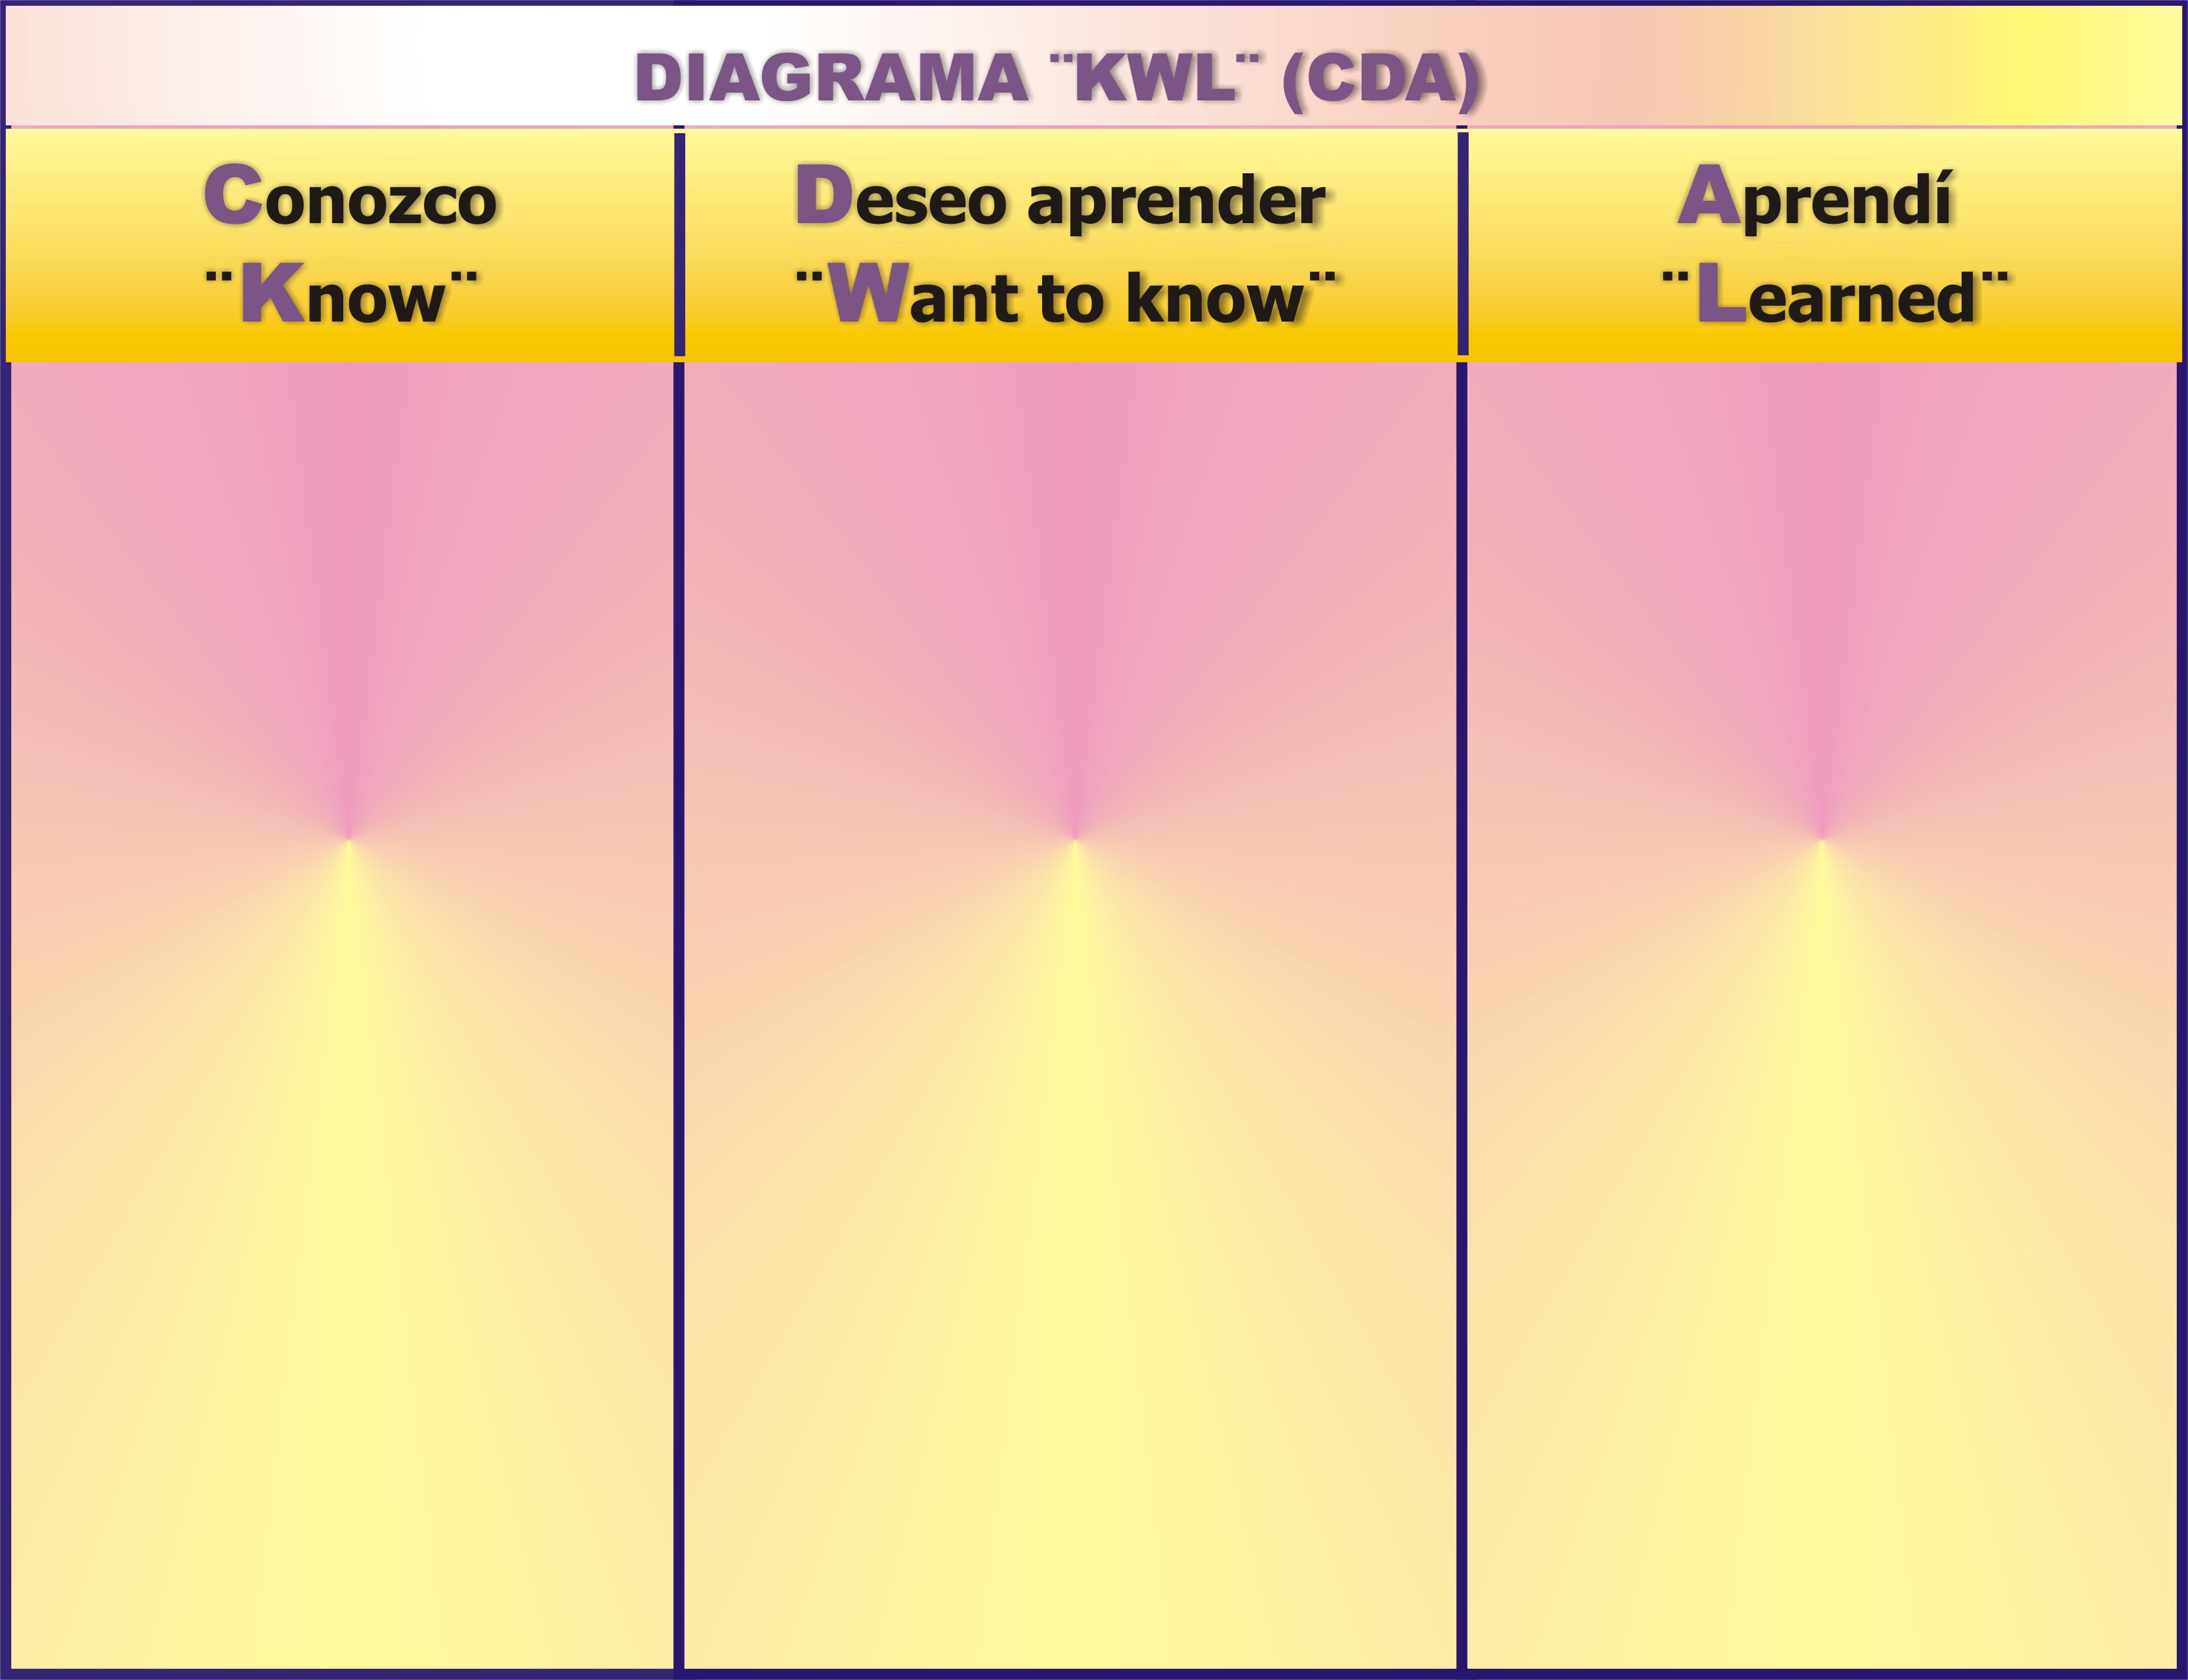 DIAGRAMA ¨KWL¨ (CDA)
Conozco
¨Know¨
Deseo aprender
¨Want to know¨
Aprendí
¨Learned¨